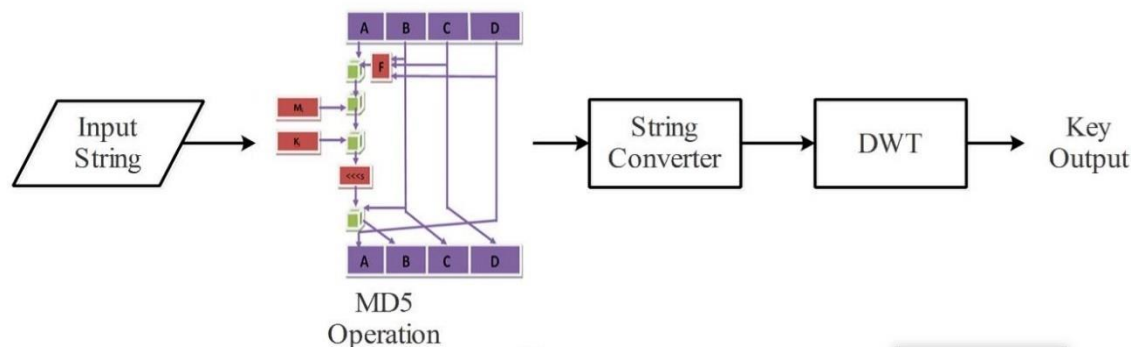 A B C D
F
Mi
Ki
<<<s
A B C D
Input
String
MD5
Operation
String
Converter
DWT
Key
Output